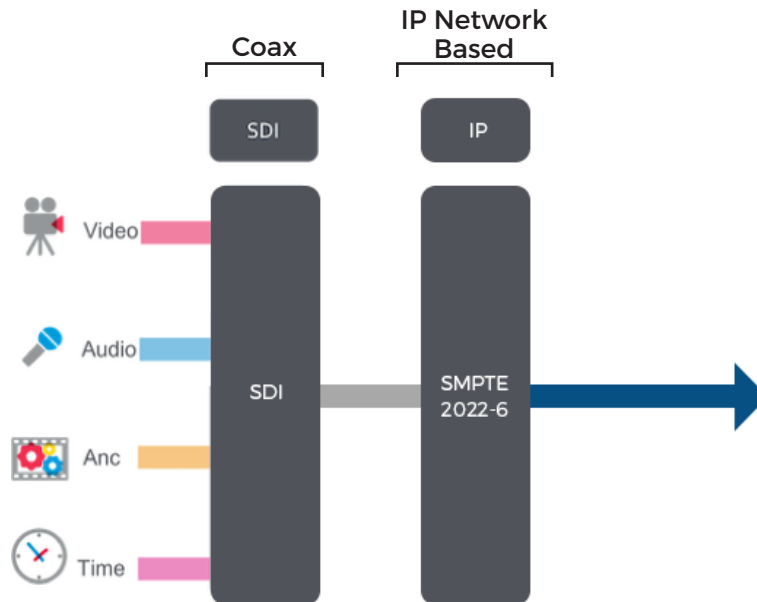 Coax
IP Network
Based
SDI
IP
Video
Audio
SDI
SMPTE
2022-6
Anc
Time